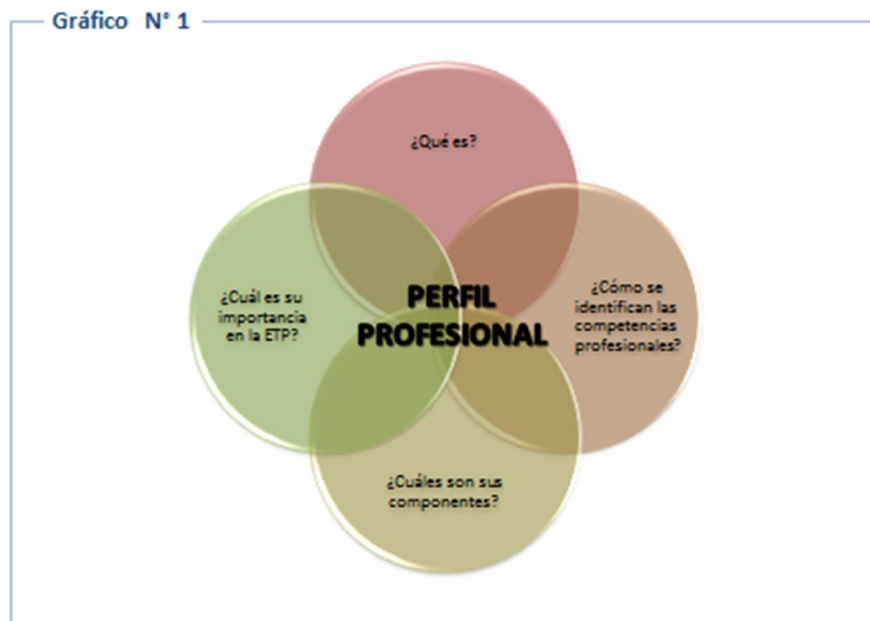 Gráfico N° 1
¿Qué es?
¿Cuál es su
importancia
en la ETP?
PERFIL
PROFESIONAL
¿Cómo se
identifican las
competencias
profesionales?
¿Cuáles son sus
componentes?